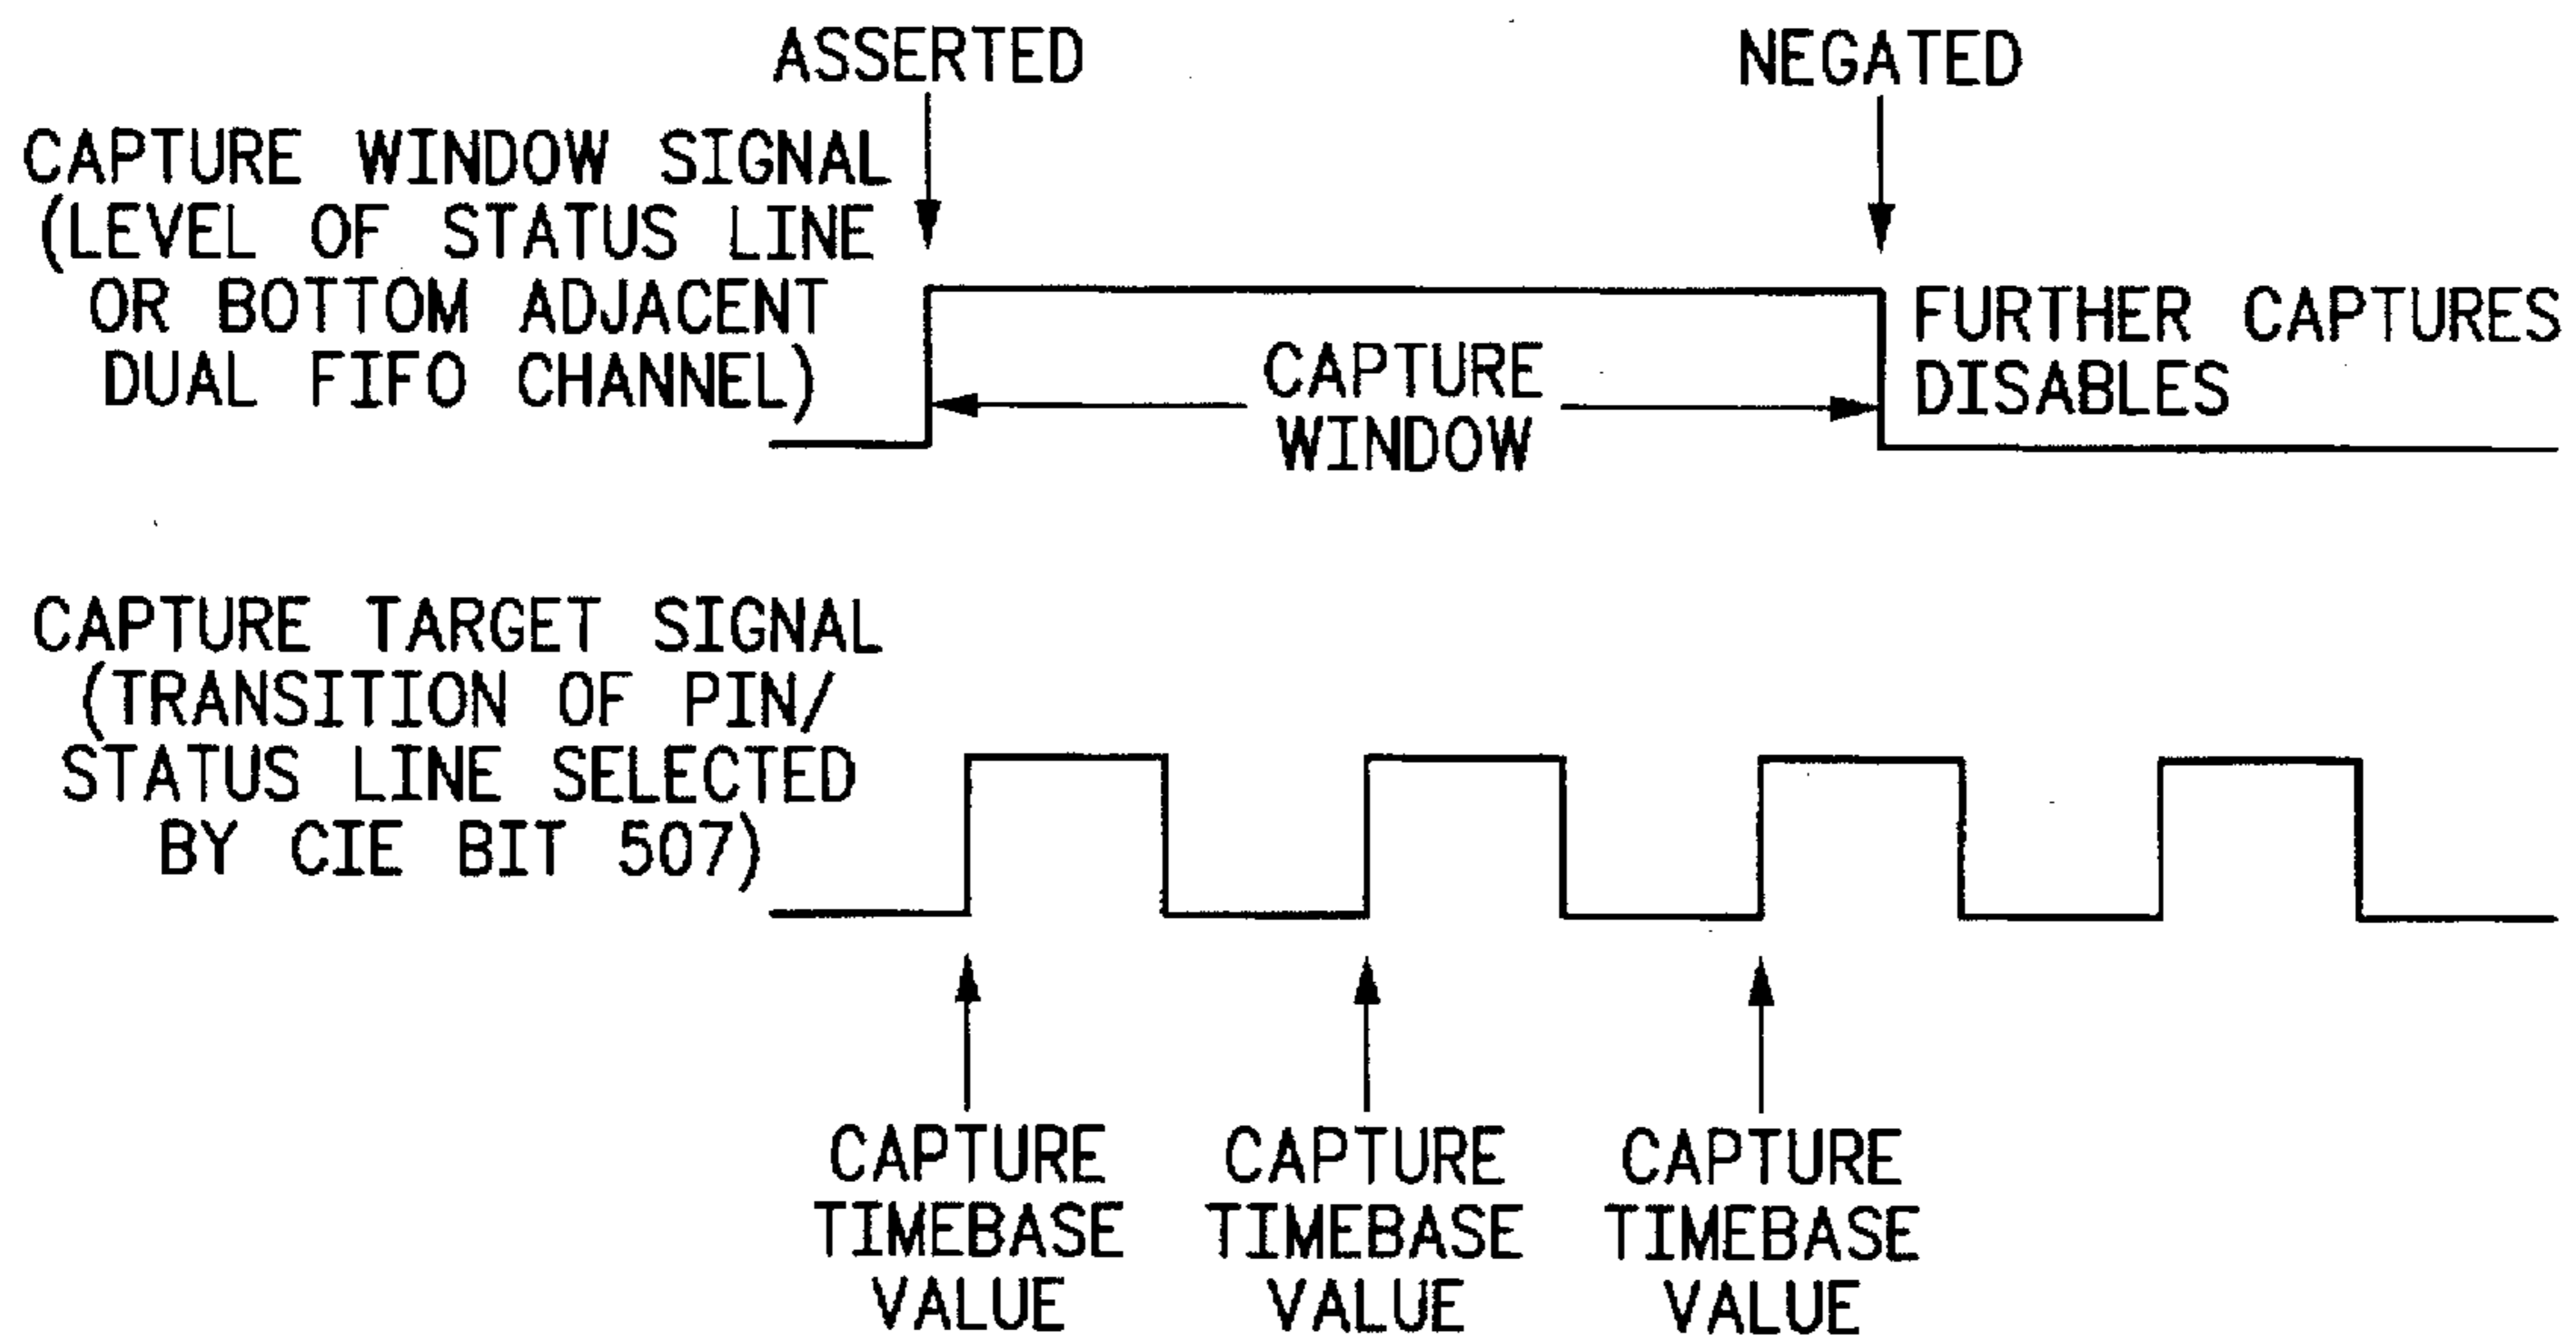 ASSERTED
NEGATED
CAPTURE WINDOW SIGNAL
(LEVEL OF STATUS LINE
OR BOTTOM ADJACENT
DUAL FIFO CHANNEL)
CAPTURE
WINDOW
FURTHER CAPTURES
DISABLES
CAPTURE TARGET SIGNAL
(TRANSITION OF PIN/
STATUS LINE SELECTED
BY CIE BIT 507)
CAPTURE
TIMEBASE
VALUE
CAPTURE
TIMEBASE
VALUE
CAPTURE
TIMEBASE
VALUE